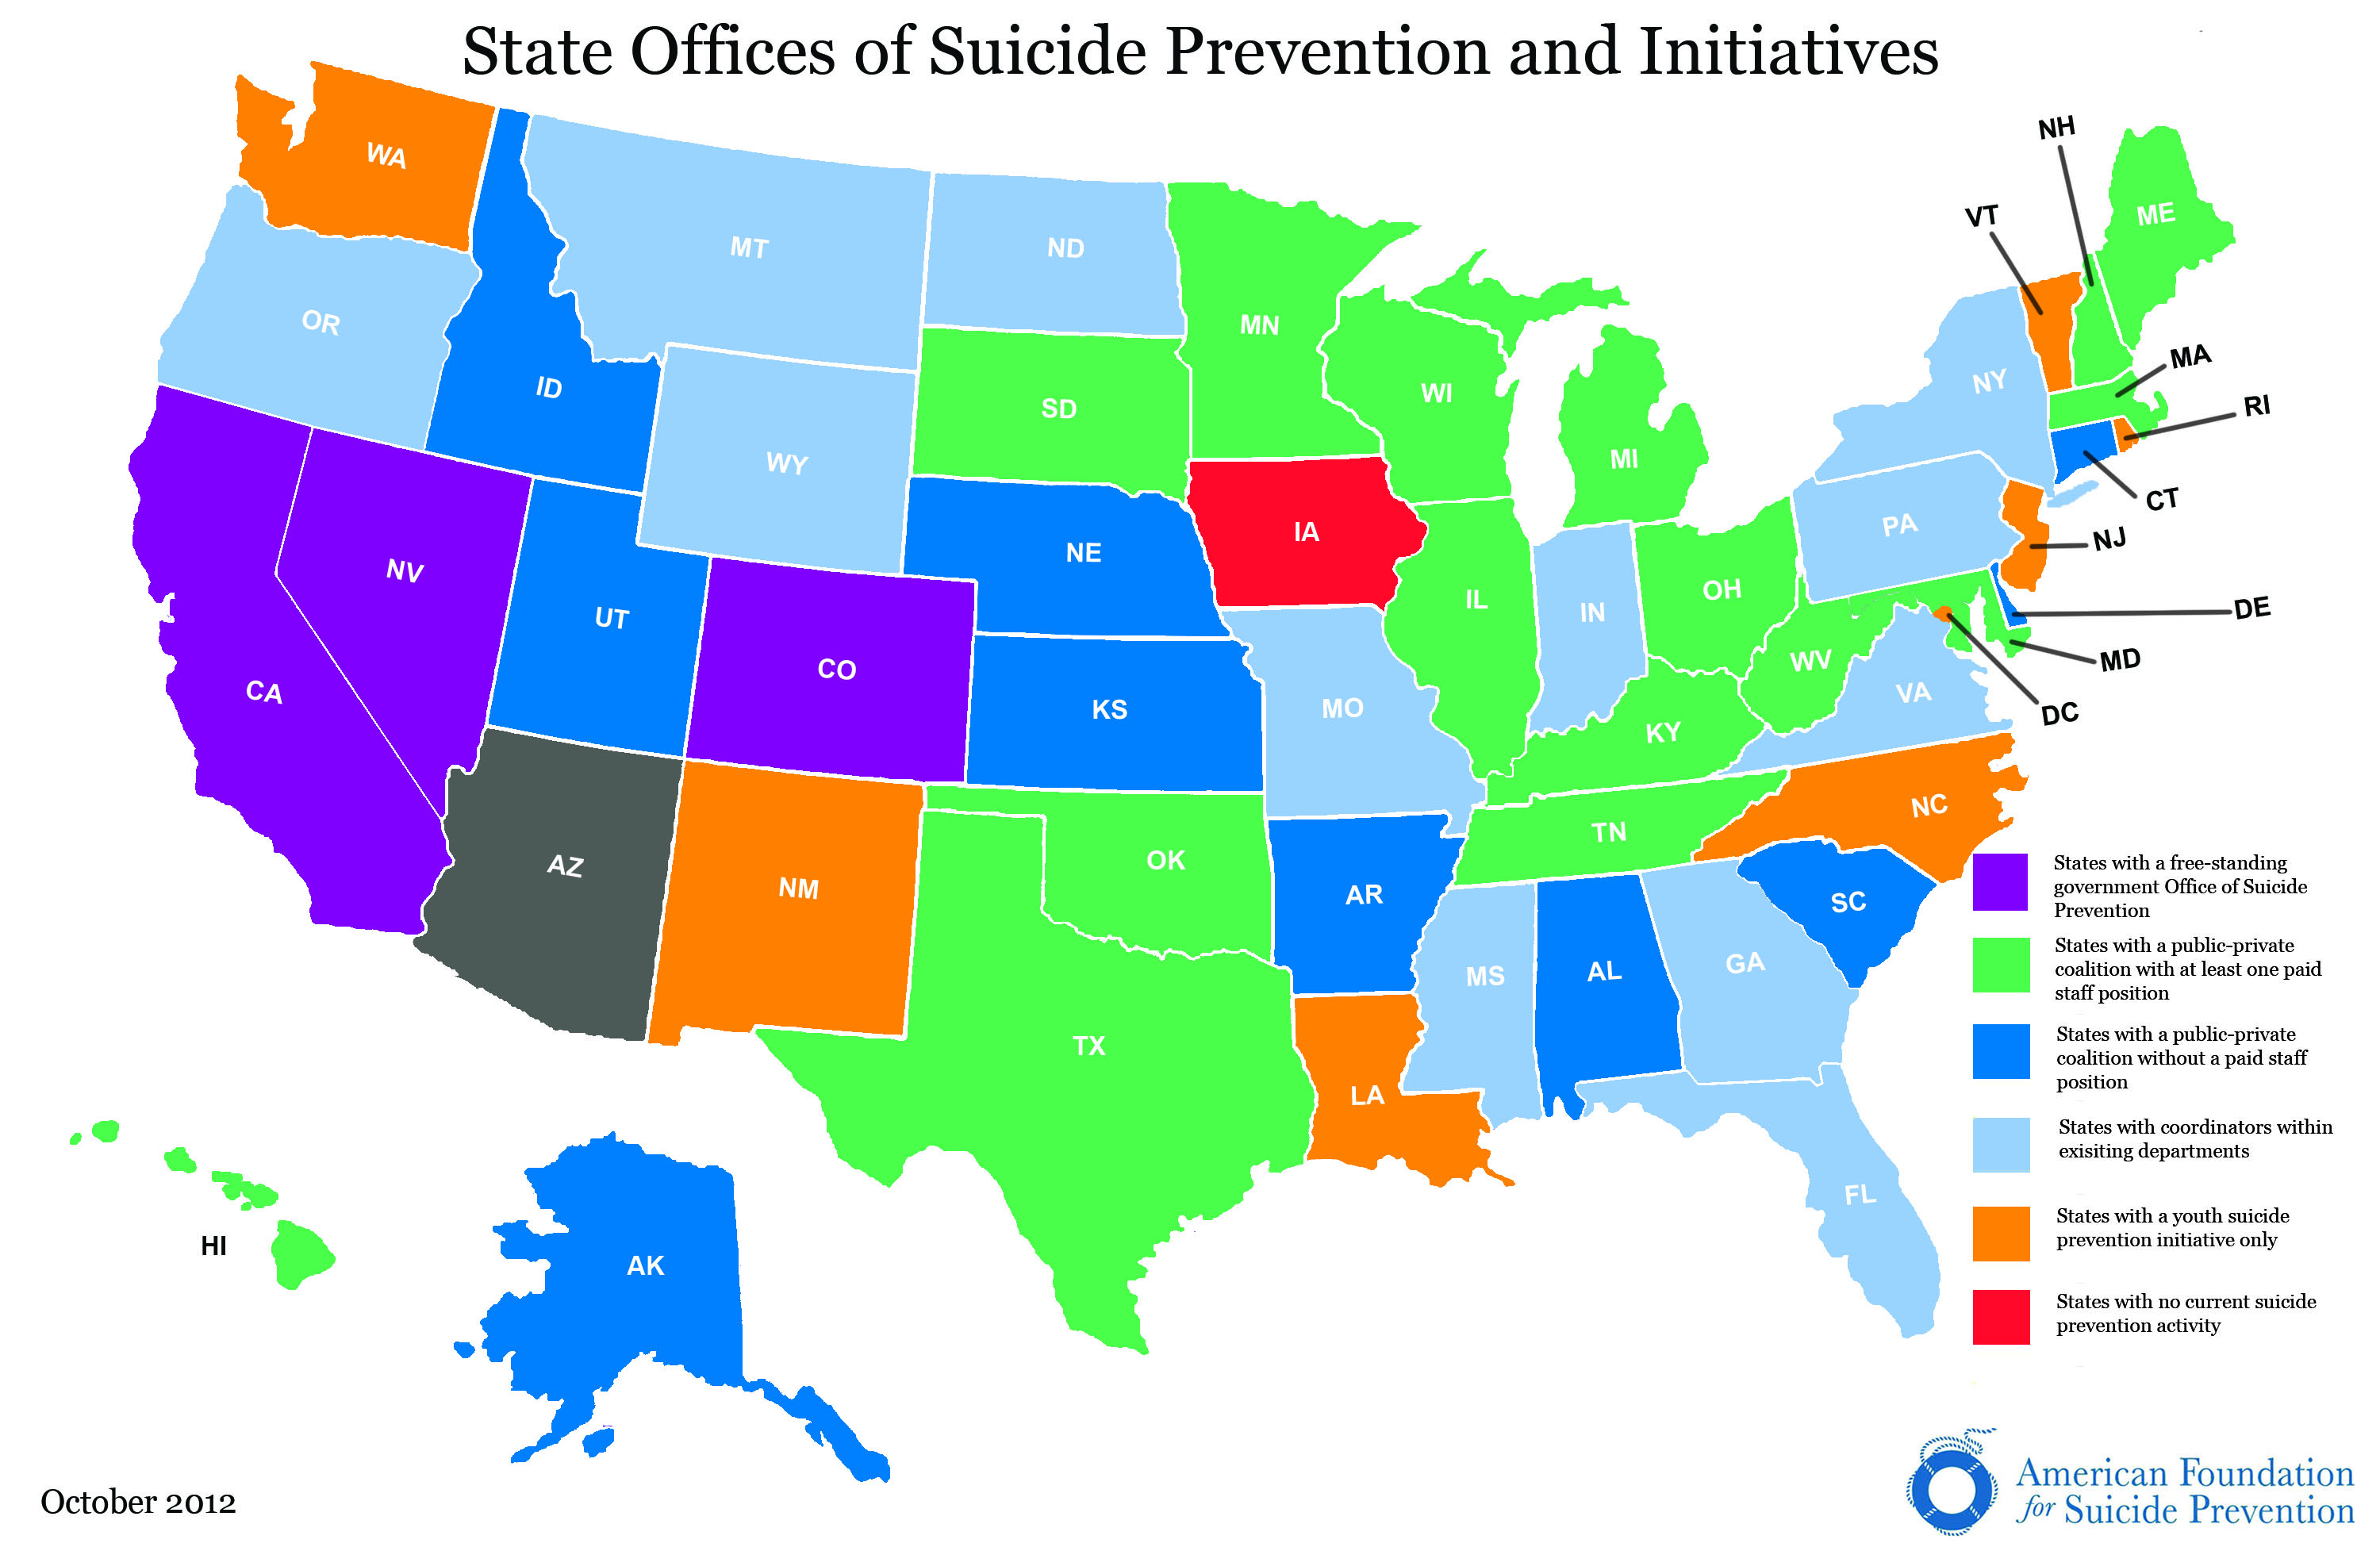 State Offices of Suicide Prevention and Initiatives
WA
OR
ID
MT
ND
MN
WI
MI
NH
VT
ME
NY
MA
RI
CT
NJ
PA
DE
MD
DC
WY
SD
IA
NE
IL
IN
OH
WV
VA
KY
CA
NV
UT
CO
KS
MO
TN
NC
AZ
NM
OK
AR
MS
AL
GA
SC
TX
LA
FL
HI
AK
States with a free-standing
government Office of Suicide
Prevention
States with a public-private
coalition with at least one paid
staff position
States with a public-private
coalition without a paid staff
position
States with coordinators within
exisiting departments
States with a youth suicide
prevention initiative only
States with no current suicide
prevention activity
October 2012
American Foundation
for Suicide Prevention